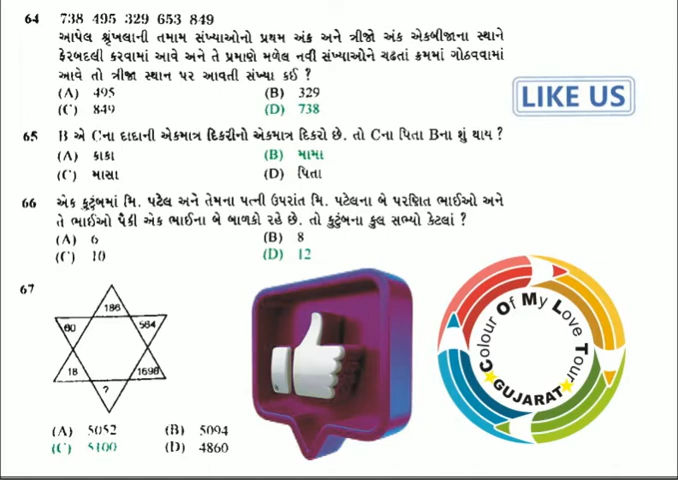 64 738 495 329 653 849
આપેલ શ્રૃંખલાની તમામ સંખ્યાઓનો પ્રથમ અંક અને ત્રીજો અંક એકબીજાના સ્થાને
ફેરબદલી કરવામાં આવે અને તે પ્રમાણે મળેલ નવી સંખ્યાઓને ચઢતાં ક્રમમાં ગોઠવવામાં
આવે તો ત્રીજા સ્થાન પર આવતી સંખ્યા કઈ ?
(A) 495 (B) 329
(C) 849 (D) 738
LIKE US
65 B એ Cના દાદાની એકમાત્ર દિકરીનો એકમાત્ર દિકરો છે. તો Cના પિતા Bના શું થાય ?
(A) કાકા (B) મામા
(C) માસા (D) પિતા
66 એક કુટુંબમાં મિ. પટેલ અને તેમના પત્ની ઉપરાંત મિ. પટેલના બે પરણિત ભાઈઓ અને
તે ભાઈઓ પૈકી એક ભાઈના બે બાળકો રહે છે. તો કુટુંબના કુલ સભ્યો કેટલાં ?
(A) 6 (B) 8
(C) 10 (D) 12
67
186
60 564
18 1698
?
(A) 5052 (B) 5094
(C) 5100 (D) 4860
Colour Of My Love Tour
GUJARAT